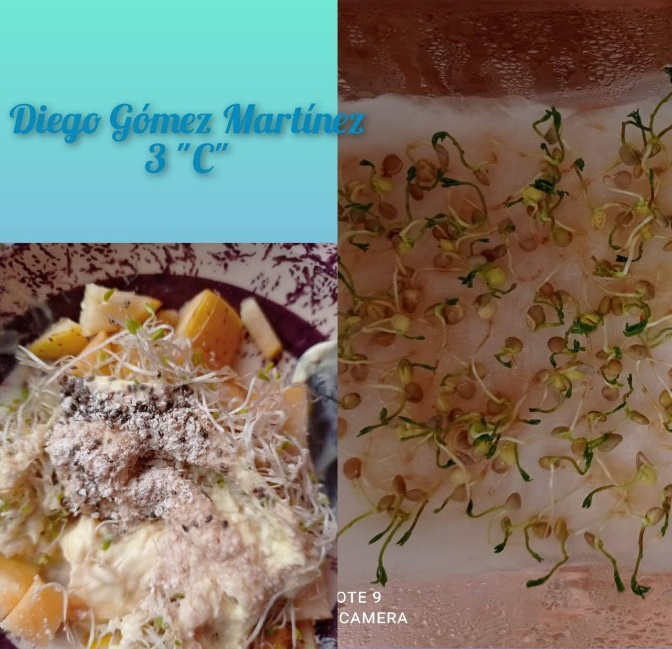 Diego Gómez Martínez
3 "C"
OTE 9
CAMERA